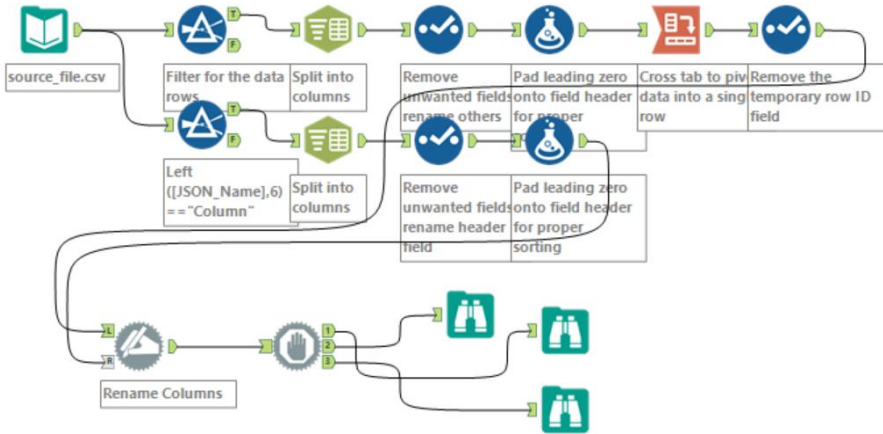 T
F
source_file.csv
Filter for the data
rows
Split into
columns
Remove
unwanted fields
rename others
Pad leading zero
onto field header
for proper
Cross tab to piv
data into a sing
row
Remove the
temporary row ID
field
T
F
Left
([JSON_Name],6)
=="Column"
Split into
columns
Remove
unwanted fields
rename header
field
Pad leading zero
onto field header
for proper
sorting
L
R
Rename Columns
1
2
3